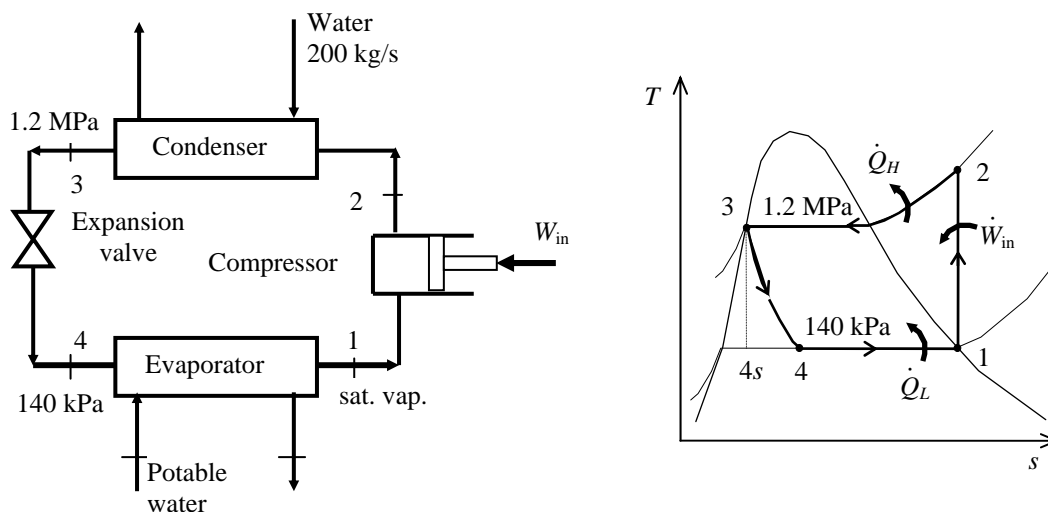 Water
200 kg/s
1.2 MPa
Condenser
3
2
Expansion
valve
Compressor
W_in
4
1
Evaporator
140 kPa
sat. vap.
Potable
water
T
Q̇_H
2
3
1.2 MPa
Ẇ_in
140 kPa
4s
4
1
Q̇_L
s